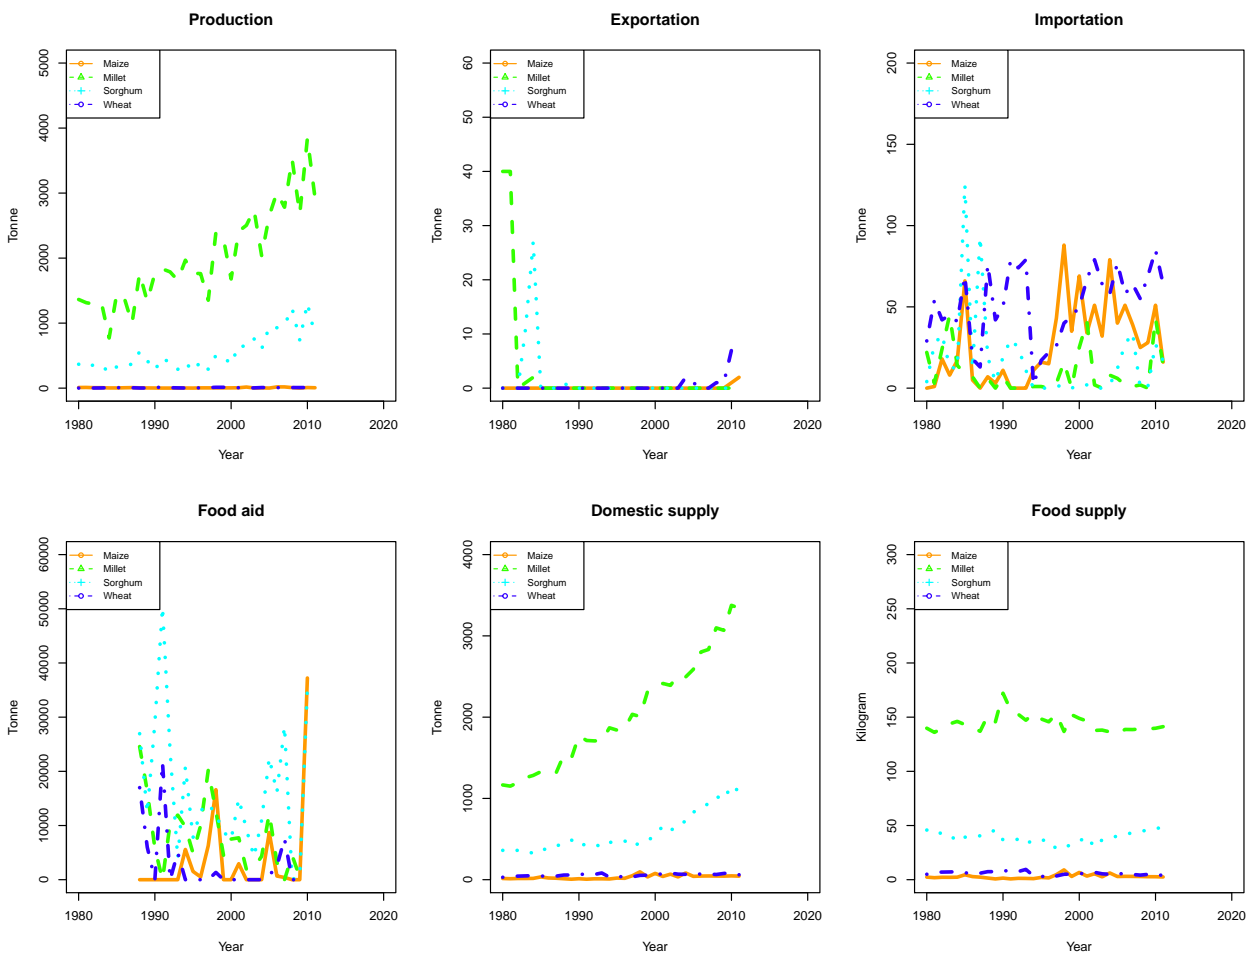 Production
Tonne
5000
4000
3000
2000
1000
0
Maize
Millet
Sorghum
Wheat
1980 1990 2000 2010 2020
Year
Exportation
Tonne
60
50
40
30
20
10
0
Maize
Millet
Sorghum
Wheat
1980 1990 2000 2010 2020
Year
Importation
Tonne
200
150
100
50
0
Maize
Millet
Sorghum
Wheat
1980 1990 2000 2010 2020
Year
Food aid
Tonne
60000
50000
40000
30000
20000
10000
0
Maize
Millet
Sorghum
Wheat
1980 1990 2000 2010 2020
Year
Domestic supply
Tonne
4000
3000
2000
1000
0
Maize
Millet
Sorghum
Wheat
1980 1990 2000 2010 2020
Year
Food supply
Kilogram
300
250
200
150
100
50
0
Maize
Millet
Sorghum
Wheat
1980 1990 2000 2010 2020
Year